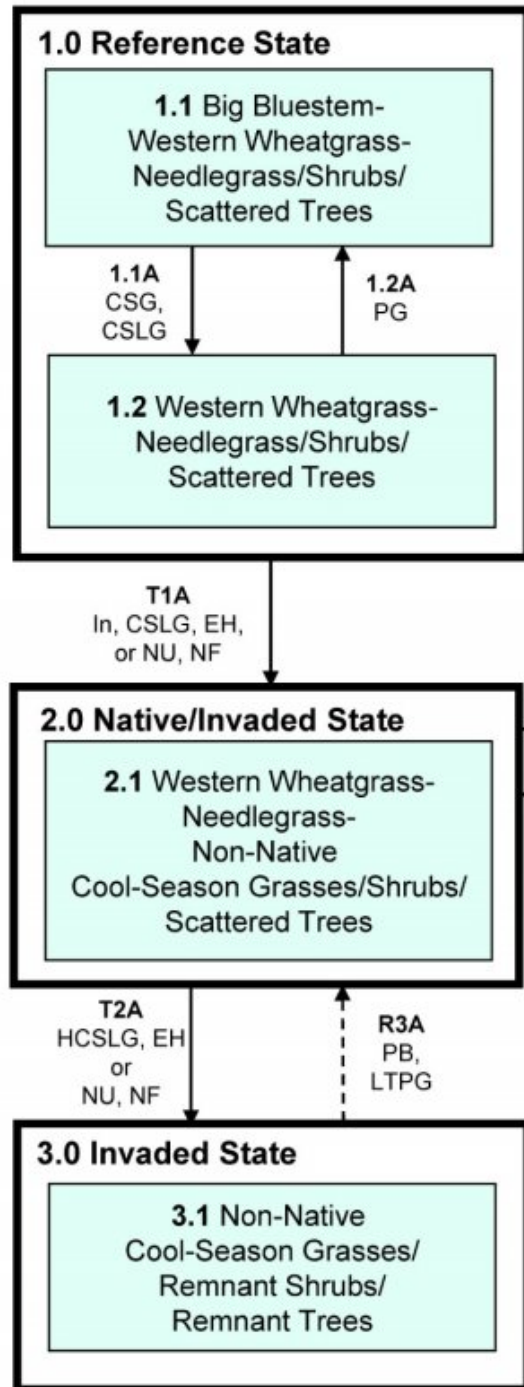 1.0 Reference State
1.1 Big Bluestem-
Western Wheatgrass-
Needlegrass/Shrubs/
Scattered Trees
1.1A
CSG,
CSLG
1.2A
PG
1.2 Western Wheatgrass-
Needlegrass/Shrubs/
Scattered Trees
T1A
In, CSLG, EH,
or NU, NF
2.0 Native/Invaded State
2.1 Western Wheatgrass-
Needlegrass-
Non-Native
Cool-Season Grasses/Shrubs/
Scattered Trees
T2A
HCSLG, EH
or
NU, NF
R3A
PB,
LTPG
3.0 Invaded State
3.1 Non-Native
Cool-Season Grasses/
Remnant Shrubs/
Remnant Trees